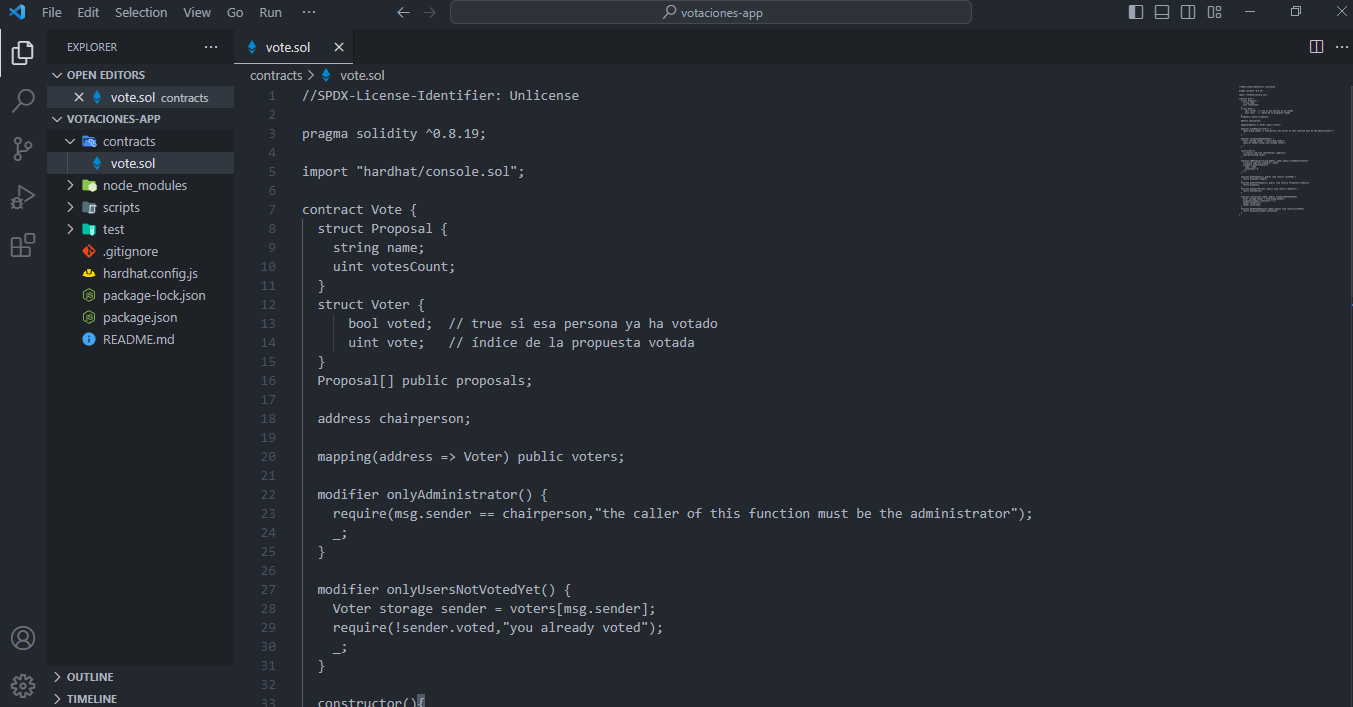 File Edit Selection View Go Run ··· votaciones-app
EXPLORER ···
OPEN EDITORS
vote.sol contracts
VOTACIONES-APP
contracts
vote.sol
node_modules
scripts
test
.gitignore
hardhat.config.js
package-lock.json
package.json
README.md
OUTLINE
TIMELINE
vote.sol
contracts > vote.sol
1 //SPDX-License-Identifier: Unlicense
2
3 pragma solidity ^0.8.19;
4
5 import "hardhat/console.sol";
6
7 contract Vote {
8 struct Proposal {
9 string name;
10 uint votesCount;
11 }
12 struct Voter {
13 bool voted; // true si esa persona ya ha votado
14 uint vote; // índice de la propuesta votada
15 }
16 Proposal[] public proposals;
17
18 address chairperson;
19
20 mapping(address => Voter) public voters;
21
22 modifier onlyAdministrator() {
23 require(msg.sender == chairperson,"the caller of this function must be the administrator");
24 _;
25 }
26
27 modifier onlyUsersNotVotedYet() {
28 Voter storage sender = voters[msg.sender];
29 require(!sender.voted,"you already voted");
30 _;
31 }
32
33 constructor(){